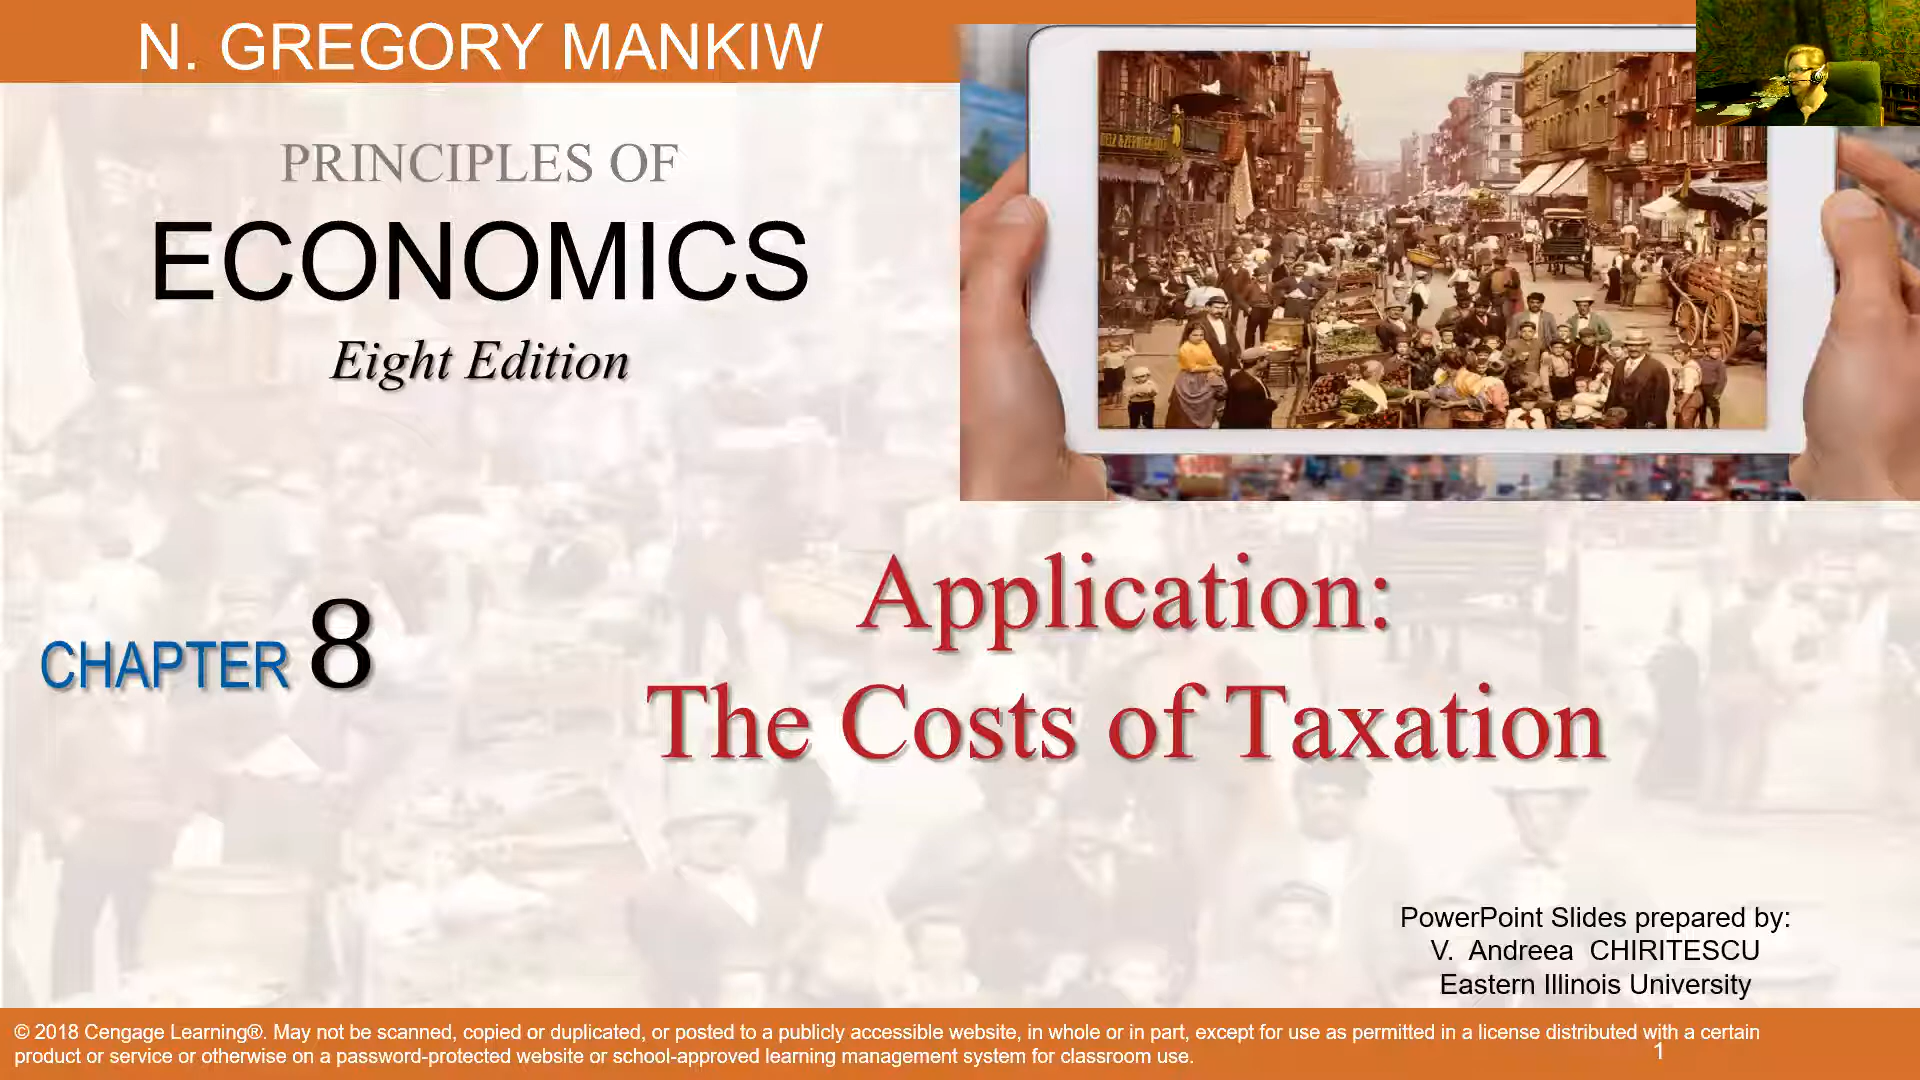 N. GREGORY MANKIW
PRINCIPLES OF
ECONOMICS
Eight Edition
CHAPTER 8
Application:
The Costs of Taxation
PowerPoint Slides prepared by:
V. Andreea CHIRITESCU
Eastern Illinois University
© 2018 Cengage Learning®. May not be scanned, copied or duplicated, or posted to a publicly accessible website, in whole or in part, except for use as permitted in a license distributed with a certain
product or service or otherwise on a password-protected website or school-approved learning management system for classroom use.
1